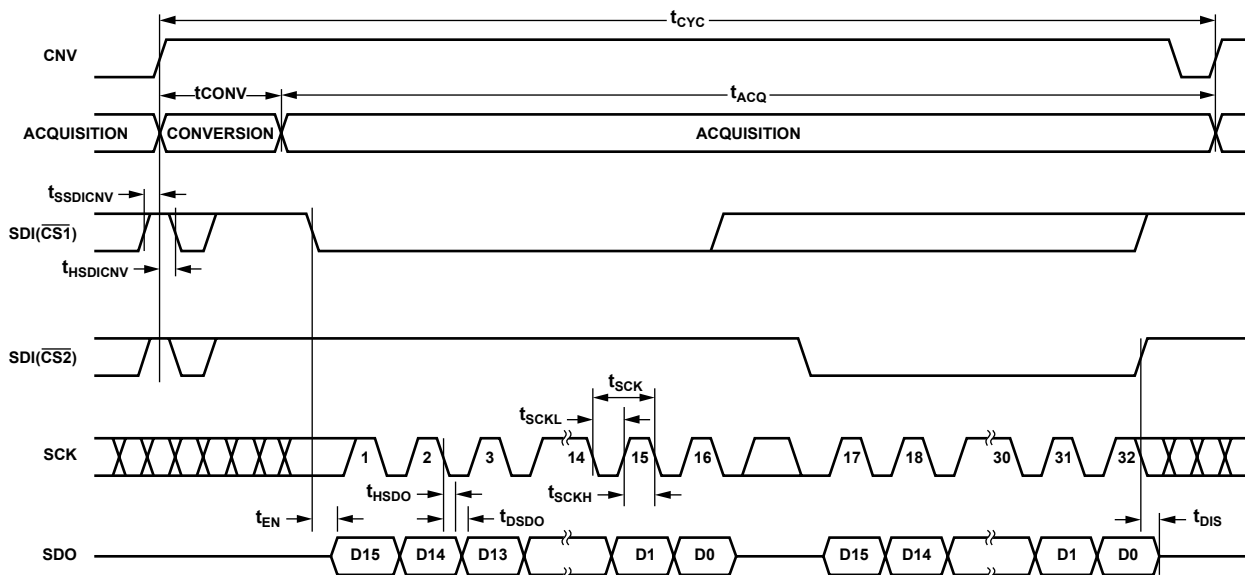 tCYC
CNV
tCONV
tACQ
ACQUISITION
CONVERSION
ACQUISITION
tSSDICNV
SDI(CS1)
tHSDICNV
SDI(CS2)
tSCK
tSCKL
SCK
1
2
3
14
15
16
17
18
30
31
32
tHSDO
tSCKH
tEN
tDSDO
tDIS
SDO
D15
D14
D13
D1
D0
D15
D14
D1
D0